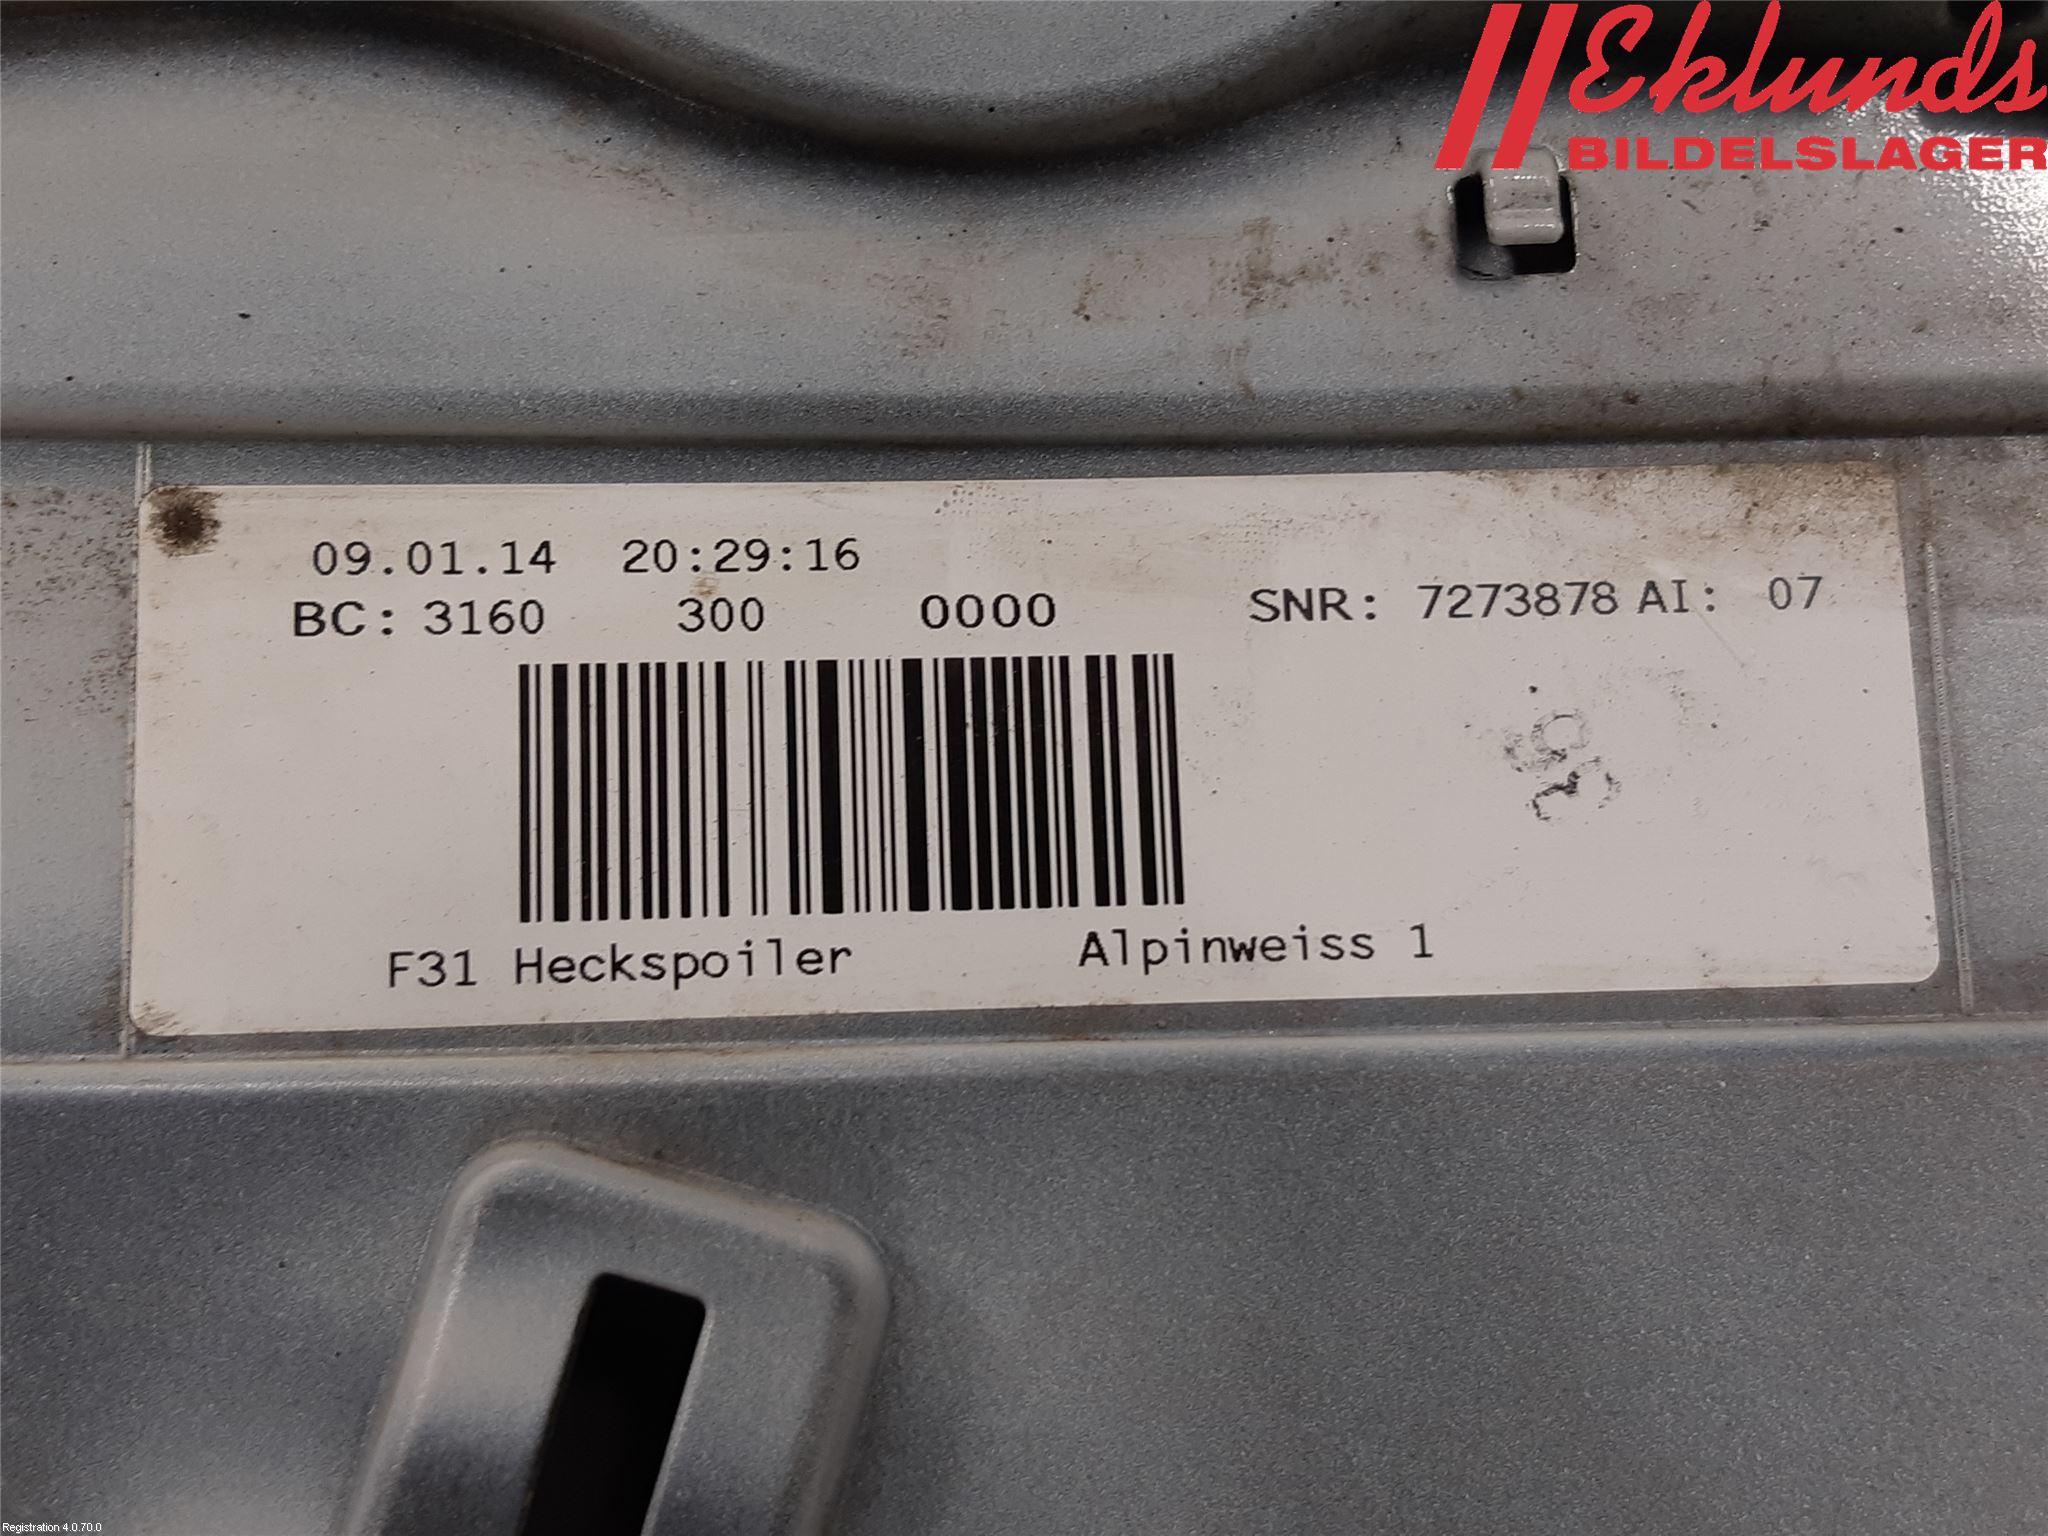 Eklunds
BILDELSLAGER
09.01.14 20:29:16
BC: 3160 300 0000 SNR: 7273878 AI: 07
F31 Heckspoiler Alpinweiss 1
Registration 4.0.70.0